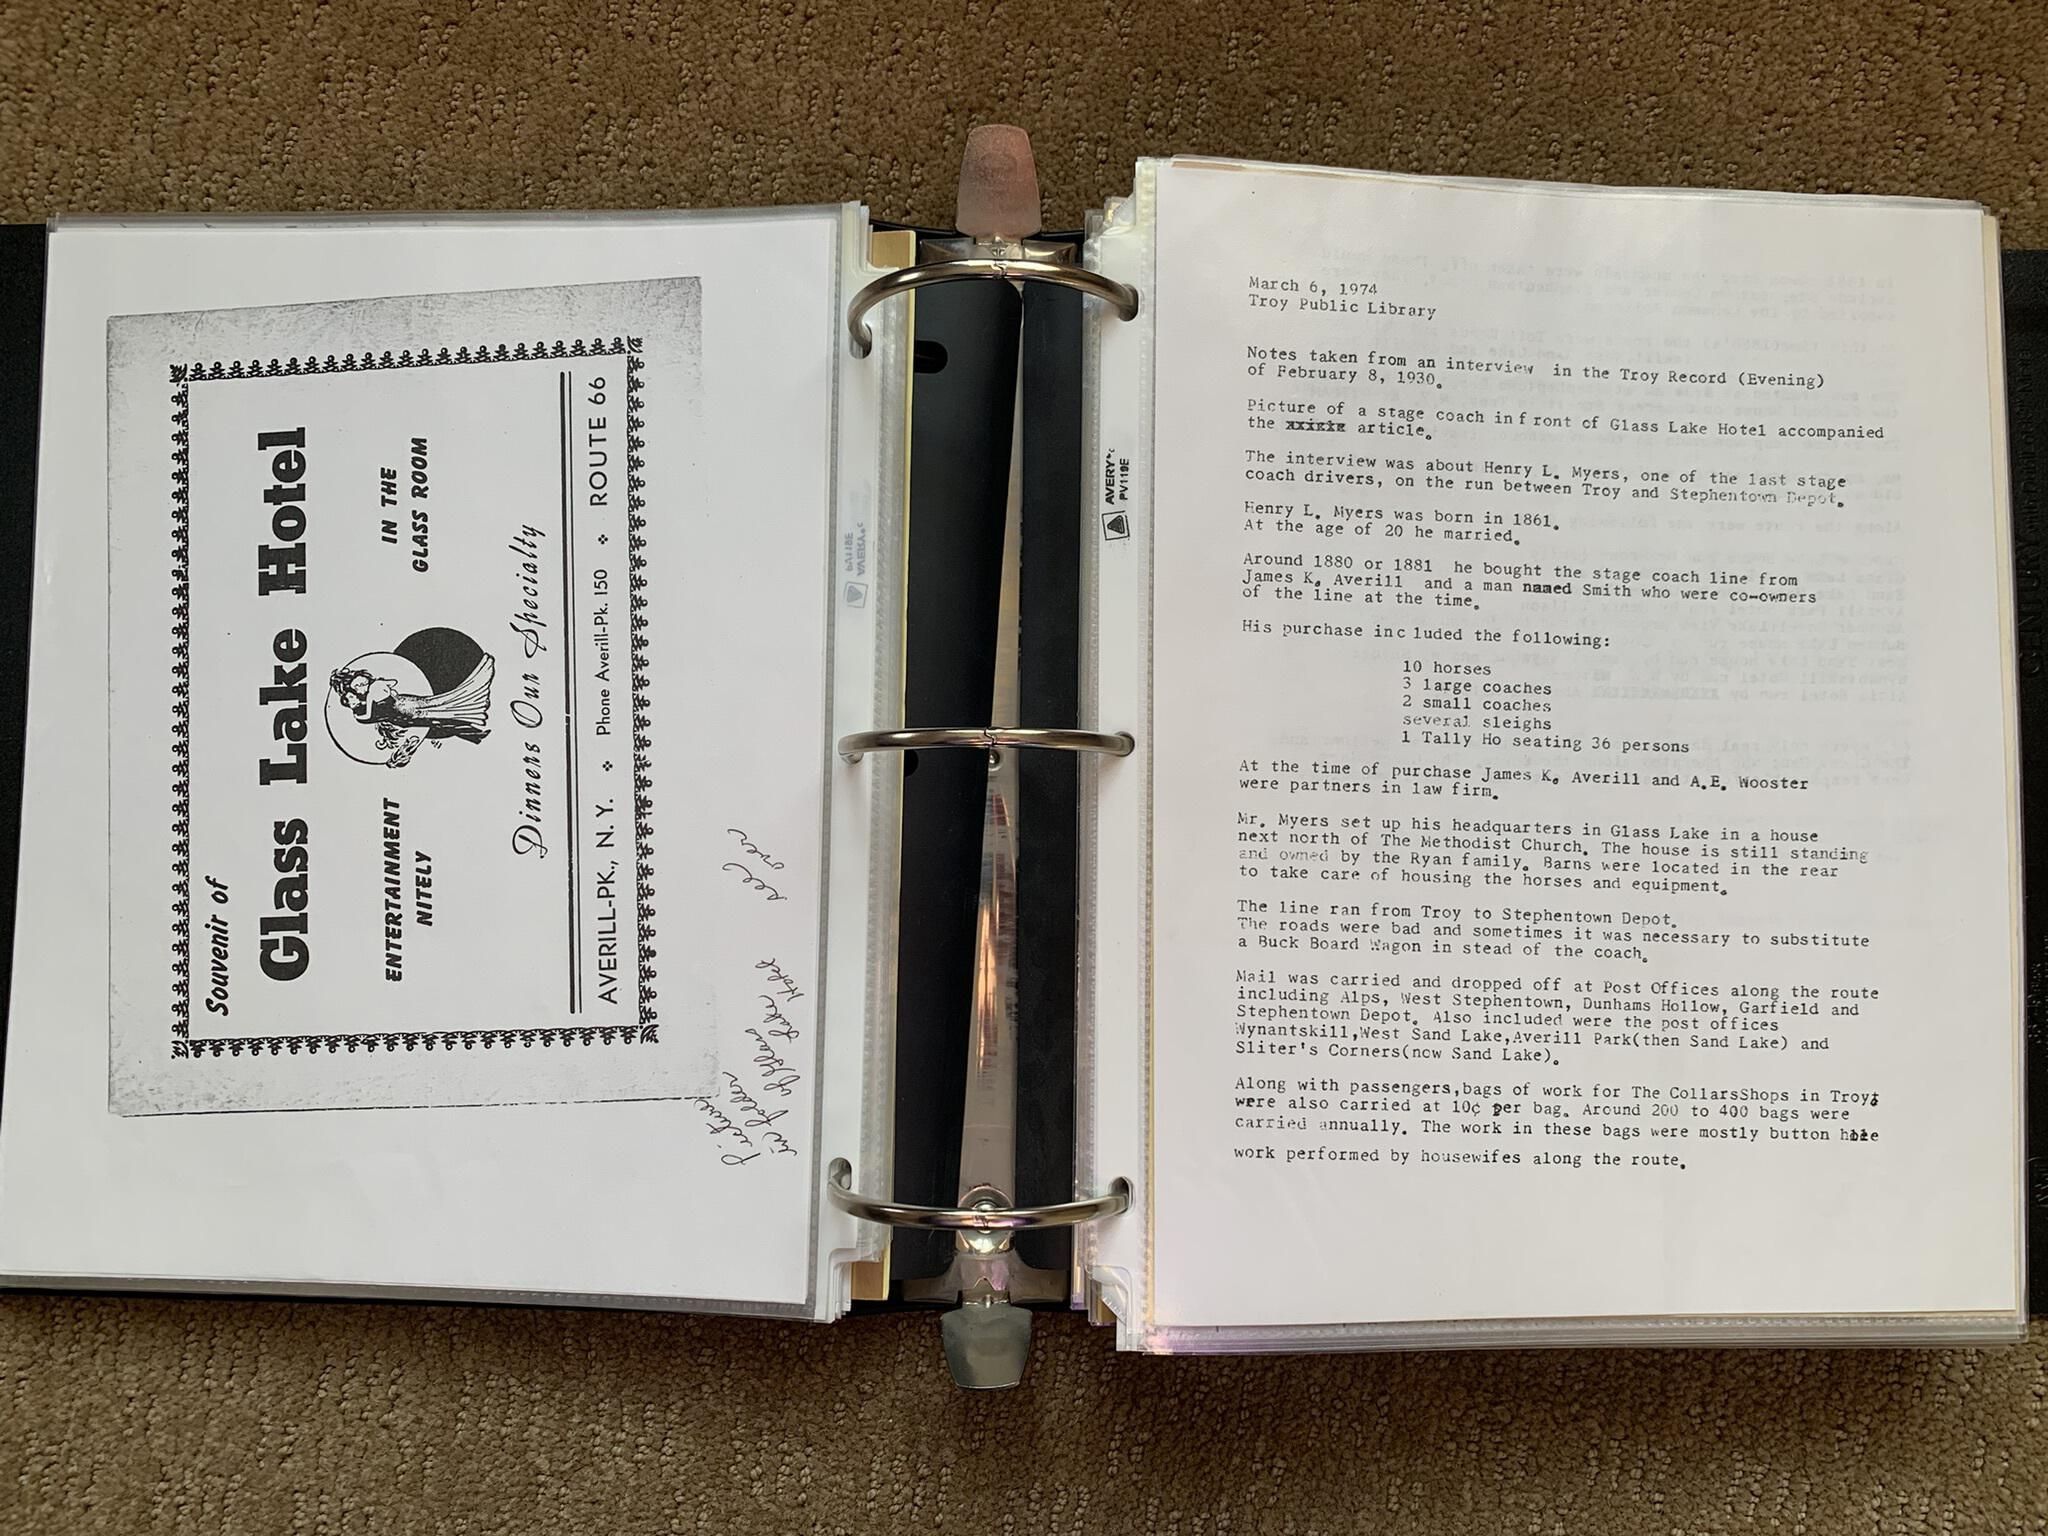 Souvenir of
Glass Lake Hotel
ENTERTAINMENT
NITELY
IN THE
GLASS ROOM
Dinners Our Specialty
AVERILL-PK., N. Y. Phone Averill-Pk. 150 ROUTE 66
Picture
in folder
of Glass
Lake
Hotel
see
over
AVERY
PV119E
March 6, 1974
Troy Public Library
Notes taken from an interview in the Troy Record (Evening)
of February 8, 1930.
Picture of a stage coach infront of Glass Lake Hotel accompanied
the article.
The interview was about Henry L. Myers, one of the last stage
coach drivers, on the run between Troy and Stephentown Depot.
Henry L. Myers was born in 1861.
At the age of 20 he married.
Around 1880 or 1881 he bought the stage coach line from
James K. Averill and a man named Smith who were co-owners
of the line at the time.
His purchase inc luded the following:
10 horses
3 large coaches
2 small coaches
several sleighs
1 Tally Ho seating 36 persons
At the time of purchase James K. Averill and A.E. Wooster
were partners in law firm.
Mr. Myers set up his headquarters in Glass Lake in a house
next north of The Methodist Church. The house is still standing
and owned by the Ryan family. Barns were located in the rear
to take care of housing the horses and equipment.
The line ran from Troy to Stephentown Depot.
The roads were bad and sometimes it was necessary to substitute
a Buck Board Wagon in stead of the coach.
Mail was carried and dropped off at Post Offices along the route
including Alps, West Stephentown, Dunhams Hollow, Garfield and
Stephentown Depot. Also included were the post offices
Wynantskill,West Sand Lake,Averill Park(then Sand Lake) and
Sliter's Corners(now Sand Lake).
Along with passengers,bags of work for The CollarsShops in Troy,
were also carried at 10¢ per bag. Around 200 to 400 bags were
carried annually. The work in these bags were mostly button hole
work performed by housewifes along the route.